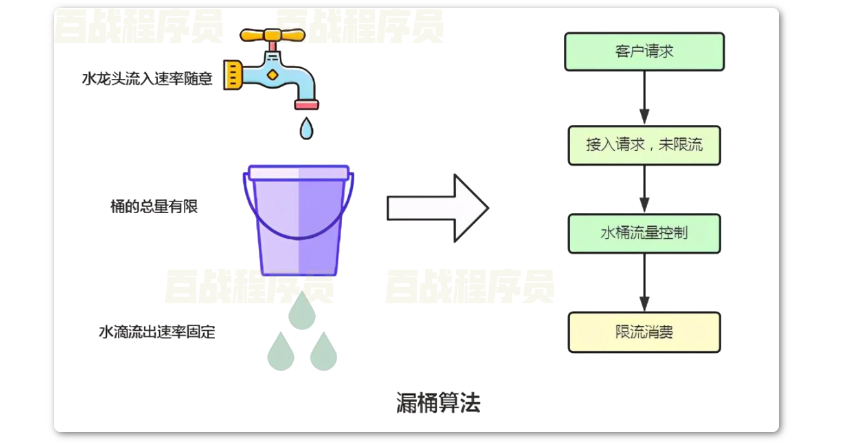 百战程序员
百战程序员
水龙头流入速率随意
桶的总量有限
水滴流出速率固定
客户请求
接入请求，未限流
水桶流量控制
限流消费
百战程序员
百战程序员
漏桶算法